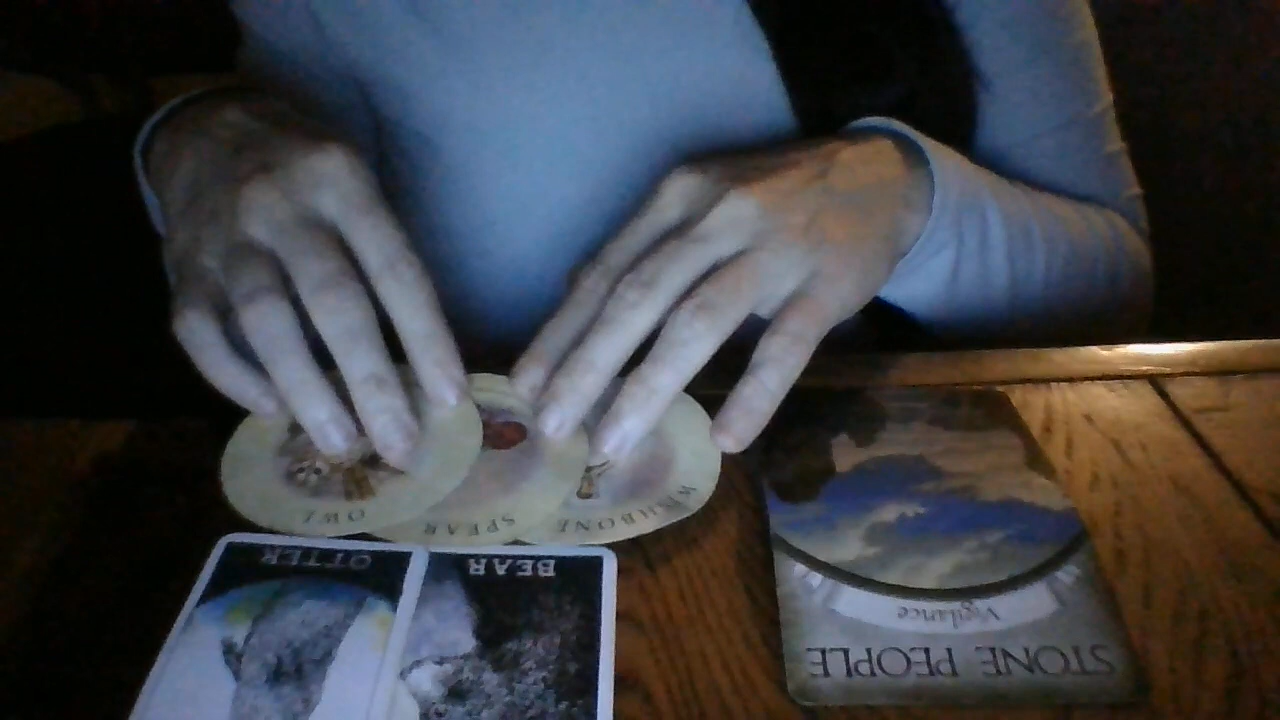 OWL
SPEAR
WISHBONE
OTTER
BEAR
Vigilance
STONE PEOPLE